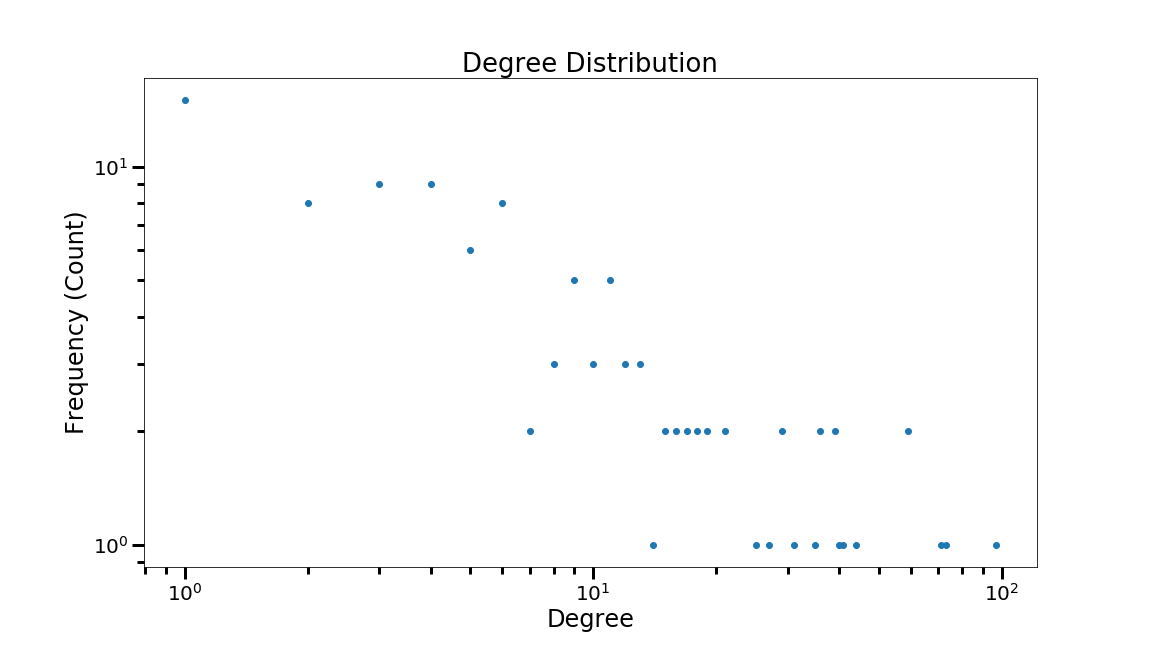 Degree Distribution
10¹
Frequency (Count)
10⁰
10⁰ 10¹ 10²
Degree